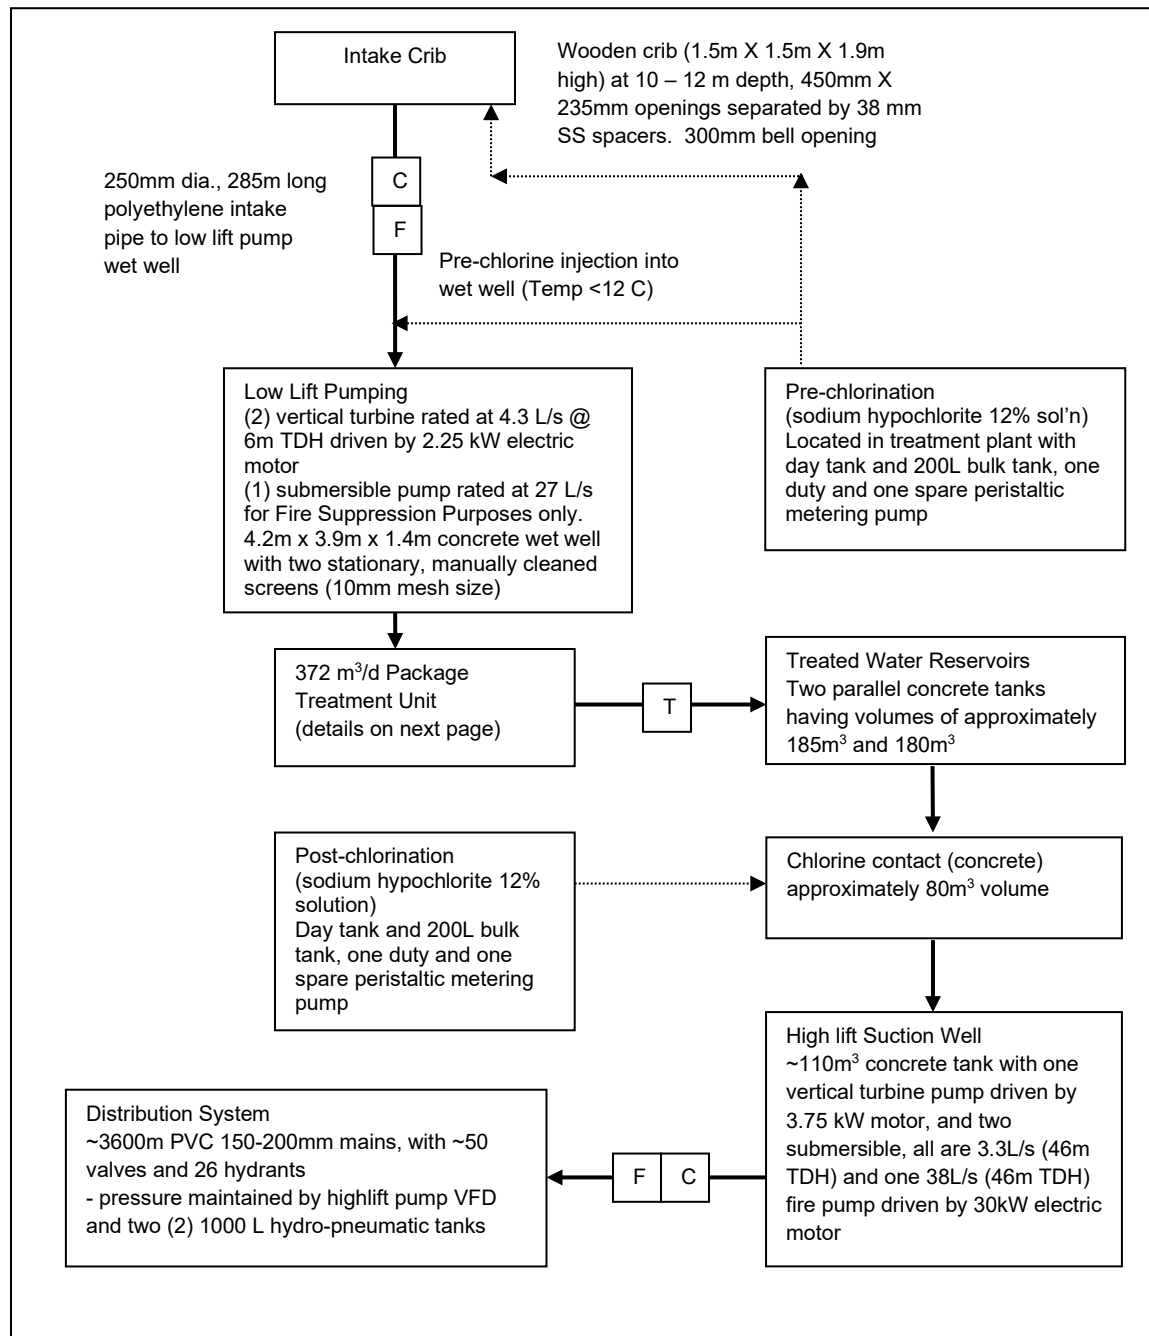 Intake Crib
Wooden crib (1.5m X 1.5m X 1.9m
high) at 10 – 12 m depth, 450mm X
235mm openings separated by 38 mm
SS spacers.  300mm bell opening
250mm dia., 285m long
polyethylene intake
pipe to low lift pump
wet well
C
F
Pre-chlorine injection into
wet well (Temp <12 C)
Low Lift Pumping
(2) vertical turbine rated at 4.3 L/s @
6m TDH driven by 2.25 kW electric
motor
(1) submersible pump rated at 27 L/s
for Fire Suppression Purposes only.
4.2m x 3.9m x 1.4m concrete wet well
with two stationary, manually cleaned
screens (10mm mesh size)
Pre-chlorination
(sodium hypochlorite 12% sol'n)
Located in treatment plant with
day tank and 200L bulk tank, one
duty and one spare peristaltic
metering pump
372 m³/d Package
Treatment Unit
(details on next page)
T
Treated Water Reservoirs
Two parallel concrete tanks
having volumes of approximately
185m³ and 180m³
Post-chlorination
(sodium hypochlorite 12%
solution)
Day tank and 200L bulk
tank, one duty and one
spare peristaltic metering
pump
Chlorine contact (concrete)
approximately 80m³ volume
High lift Suction Well
~110m³ concrete tank with one
vertical turbine pump driven by
3.75 kW motor, and two
submersible, all are 3.3L/s (46m
TDH) and one 38L/s (46m TDH)
fire pump driven by 30kW electric
motor
Distribution System
~3600m PVC 150-200mm mains, with ~50
valves and 26 hydrants
- pressure maintained by highlift pump VFD
and two (2) 1000 L hydro-pneumatic tanks
F
C